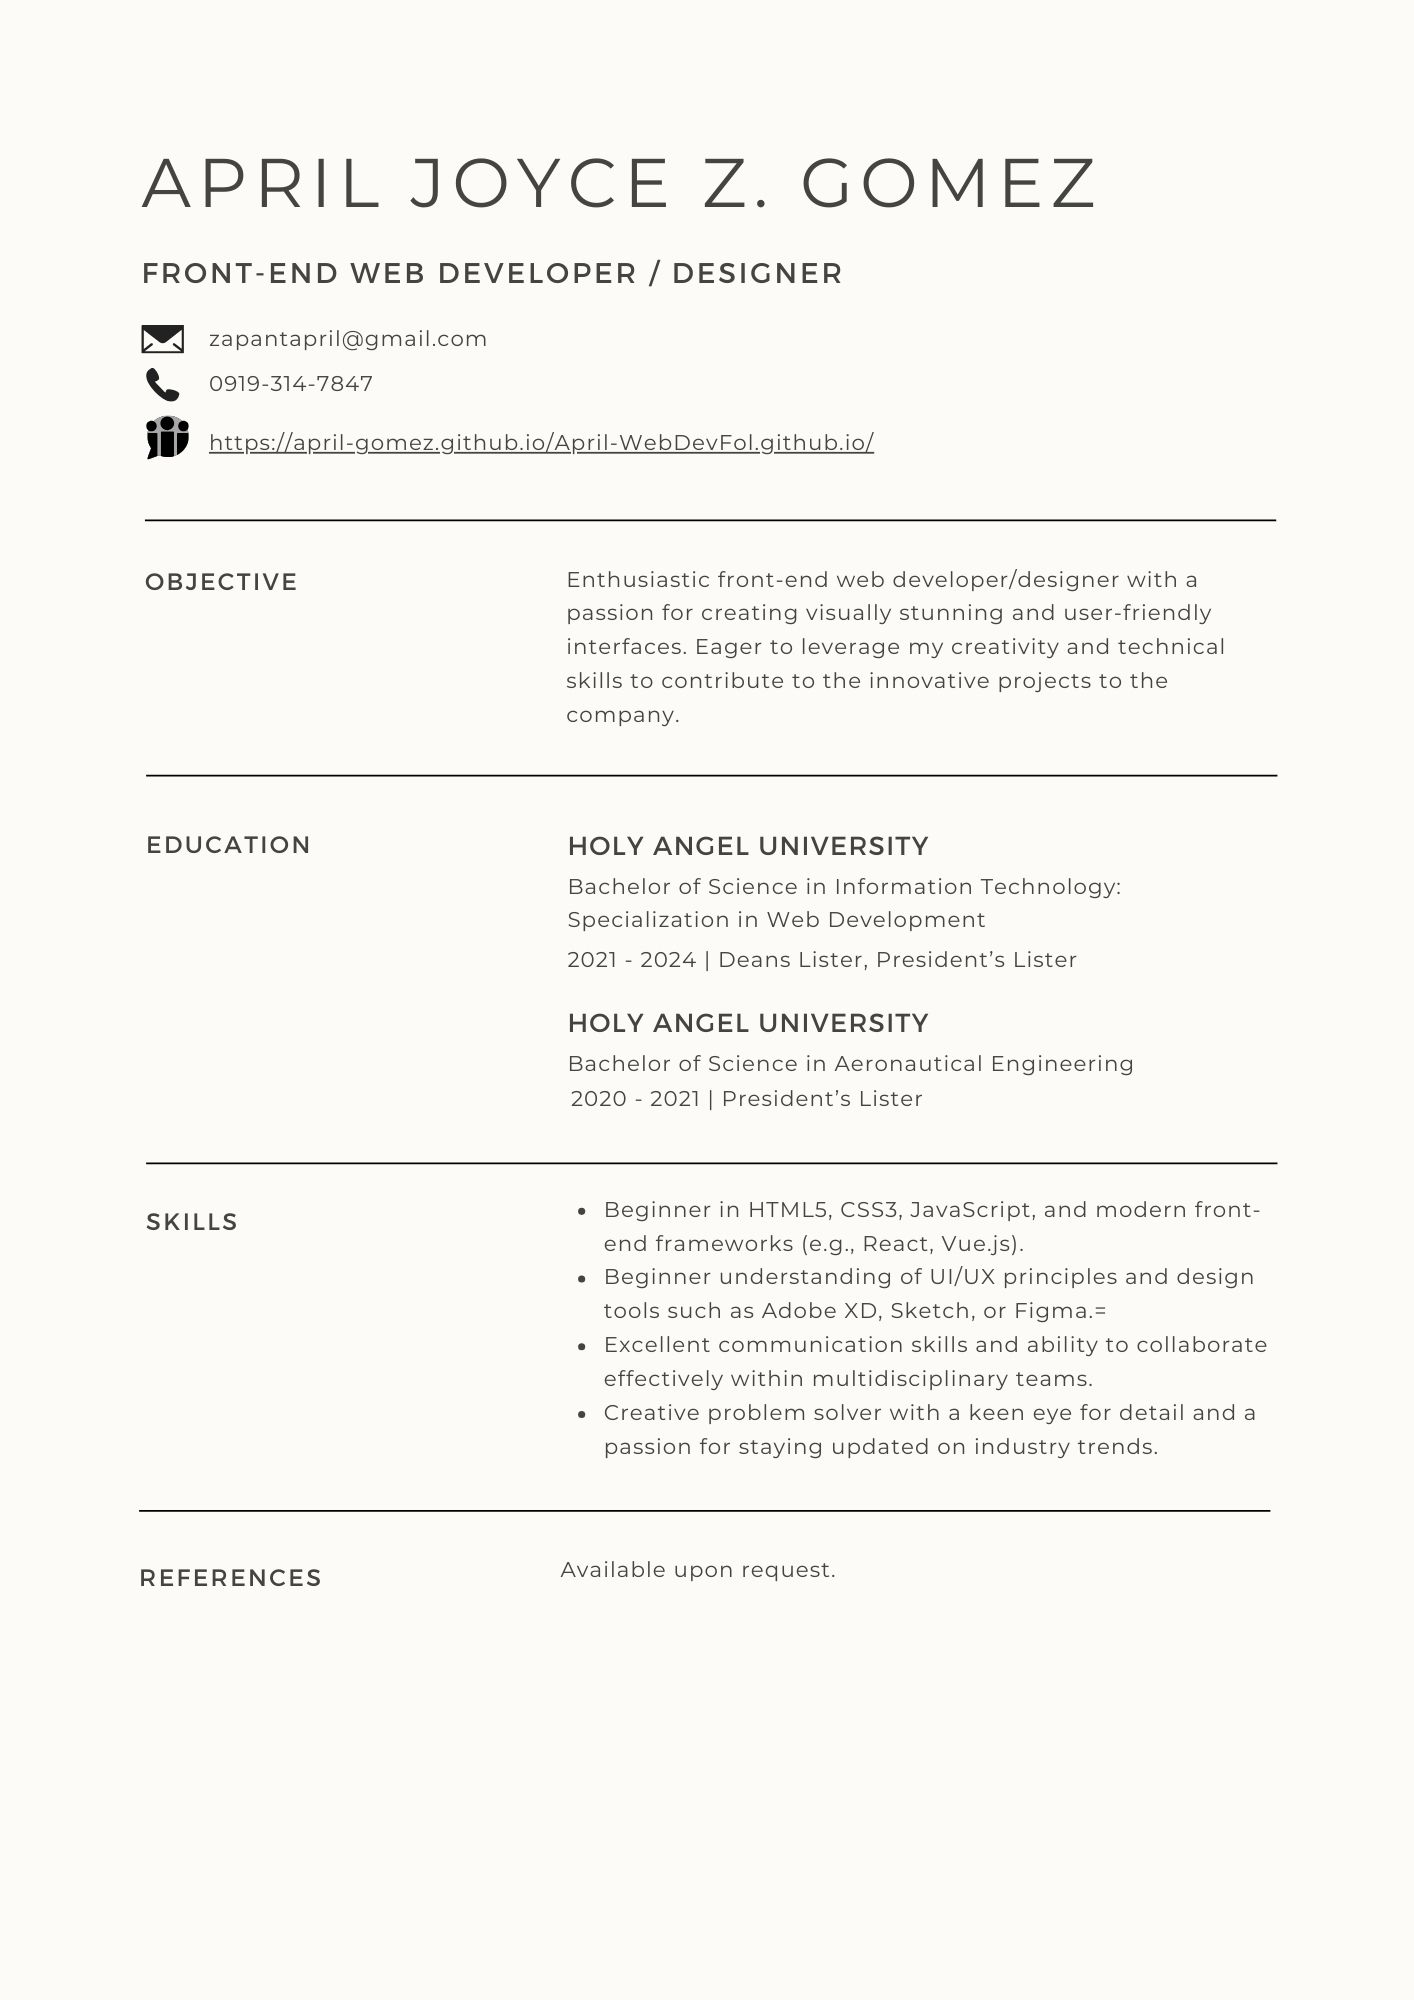 APRIL JOYCE Z. GOMEZ
FRONT-END WEB DEVELOPER / DESIGNER
zapantapril@gmail.com
0919-314-7847
https://april-gomez.github.io/April-WebDevFol.github.io/
OBJECTIVE
Enthusiastic front-end web developer/designer with a
passion for creating visually stunning and user-friendly
interfaces. Eager to leverage my creativity and technical
skills to contribute to the innovative projects to the
company.
EDUCATION
HOLY ANGEL UNIVERSITY
Bachelor of Science in Information Technology:
Specialization in Web Development
2021 - 2024 | Deans Lister, President’s Lister
HOLY ANGEL UNIVERSITY
Bachelor of Science in Aeronautical Engineering
2020 - 2021 | President’s Lister
SKILLS
• Beginner in HTML5, CSS3, JavaScript, and modern front-
end frameworks (e.g., React, Vue.js).
• Beginner understanding of UI/UX principles and design
tools such as Adobe XD, Sketch, or Figma.=
• Excellent communication skills and ability to collaborate
effectively within multidisciplinary teams.
• Creative problem solver with a keen eye for detail and a
passion for staying updated on industry trends.
REFERENCES
Available upon request.